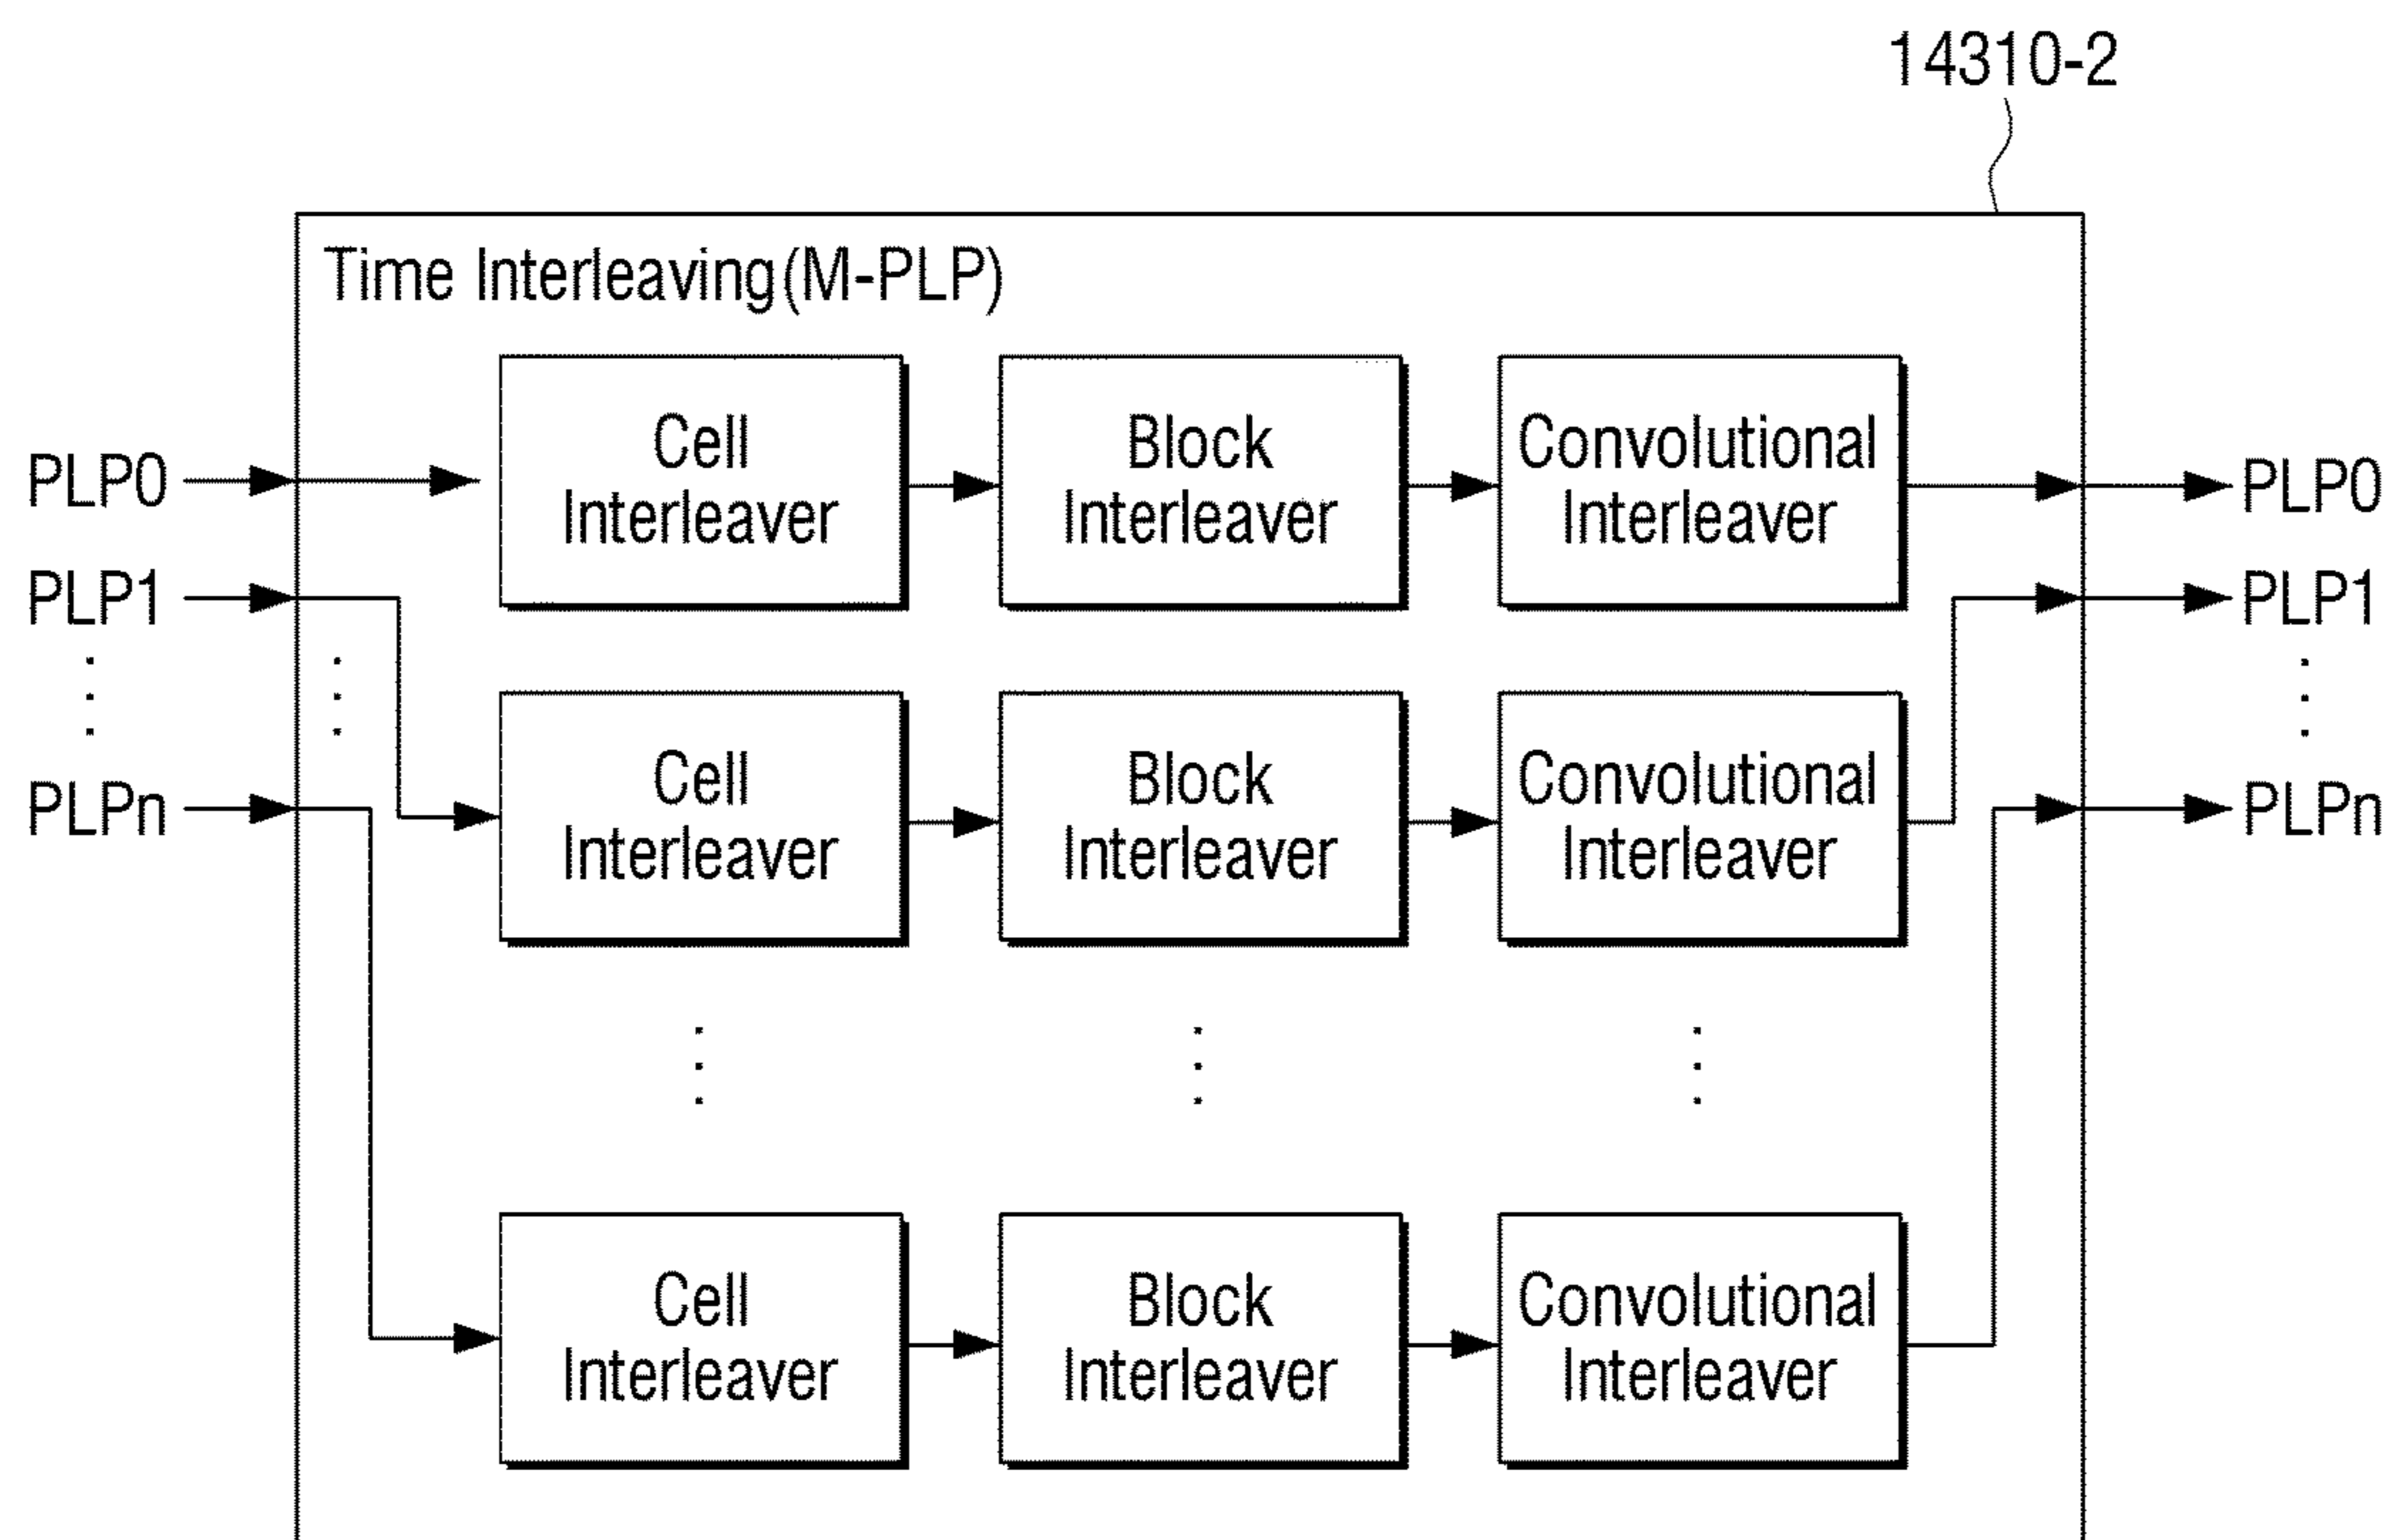 14310-2
Time Interleaving(M-PLP)
Cell
Interleaver
Block
Interleaver
Convolutional
Interleaver
PLP0
PLP0
PLP1
PLP1
PLPn
PLPn
Cell
Interleaver
Block
Interleaver
Convolutional
Interleaver
Cell
Interleaver
Block
Interleaver
Convolutional
Interleaver